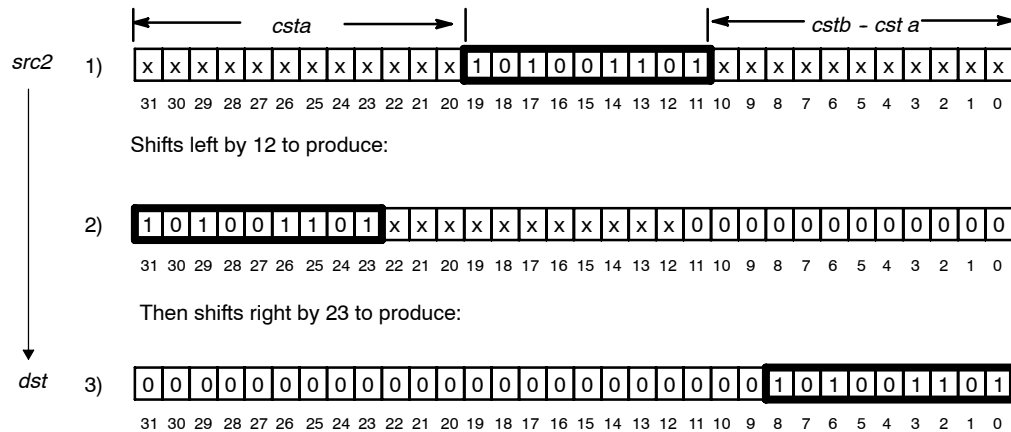 csta cstb - cst a
src2 1) x x x x x x x x x x x x 1 0 1 0 0 1 1 0 1 x x x x x x x x x x x
31 30 29 28 27 26 25 24 23 22 21 20 19 18 17 16 15 14 13 12 11 10 9 8 7 6 5 4 3 2 1 0
Shifts left by 12 to produce:
2) 1 0 1 0 0 1 1 0 1 x x x x x x x x x x x 0 0 0 0 0 0 0 0 0 0 0 0
31 30 29 28 27 26 25 24 23 22 21 20 19 18 17 16 15 14 13 12 11 10 9 8 7 6 5 4 3 2 1 0
Then shifts right by 23 to produce:
dst 3) 0 0 0 0 0 0 0 0 0 0 0 0 0 0 0 0 0 0 0 0 0 0 0 1 0 1 0 0 1 1 0 1
31 30 29 28 27 26 25 24 23 22 21 20 19 18 17 16 15 14 13 12 11 10 9 8 7 6 5 4 3 2 1 0